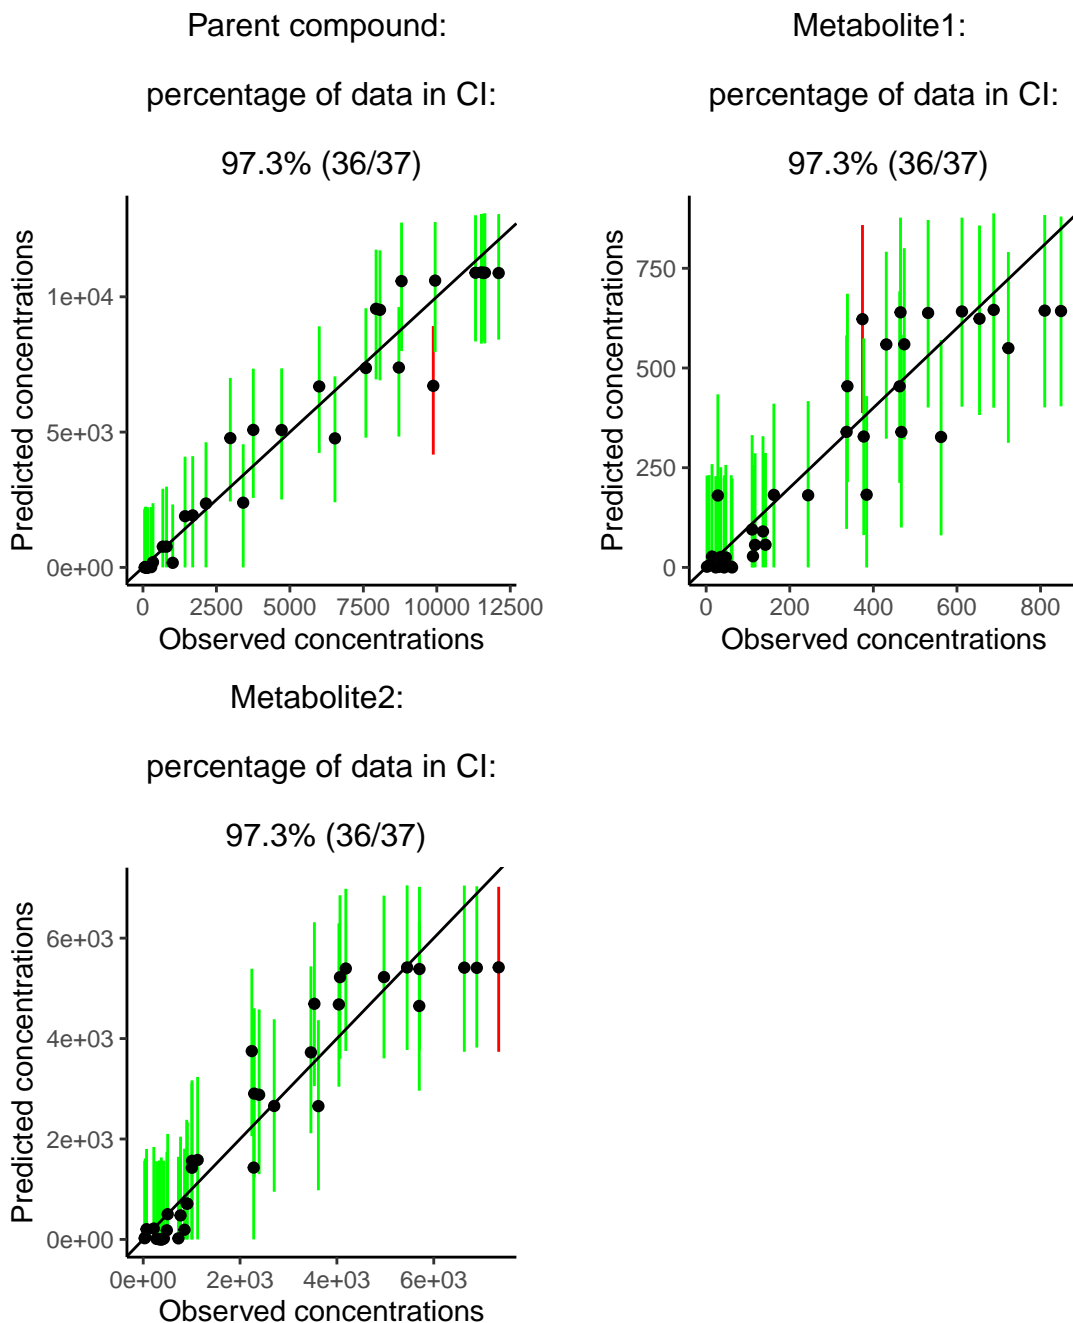 Parent compound:
percentage of data in CI:
97.3% (36/37)
Predicted concentrations
1e+04
5e+03
0e+00
0 2500 5000 7500 10000 12500
Observed concentrations
Metabolite1:
percentage of data in CI:
97.3% (36/37)
Predicted concentrations
750
500
250
0
0 200 400 600 800
Observed concentrations
Metabolite2:
percentage of data in CI:
97.3% (36/37)
Predicted concentrations
6e+03
4e+03
2e+03
0e+00
0e+00 2e+03 4e+03 6e+03
Observed concentrations